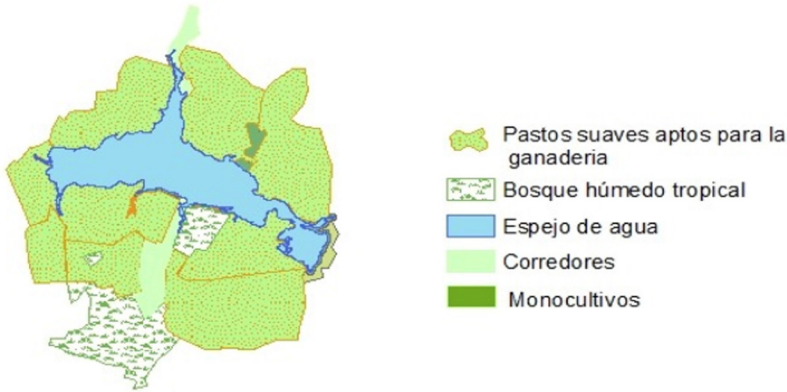 Pastos suaves aptos para la
ganaderia
Bosque húmedo tropical
Espejo de agua
Corredores
Monocultivos